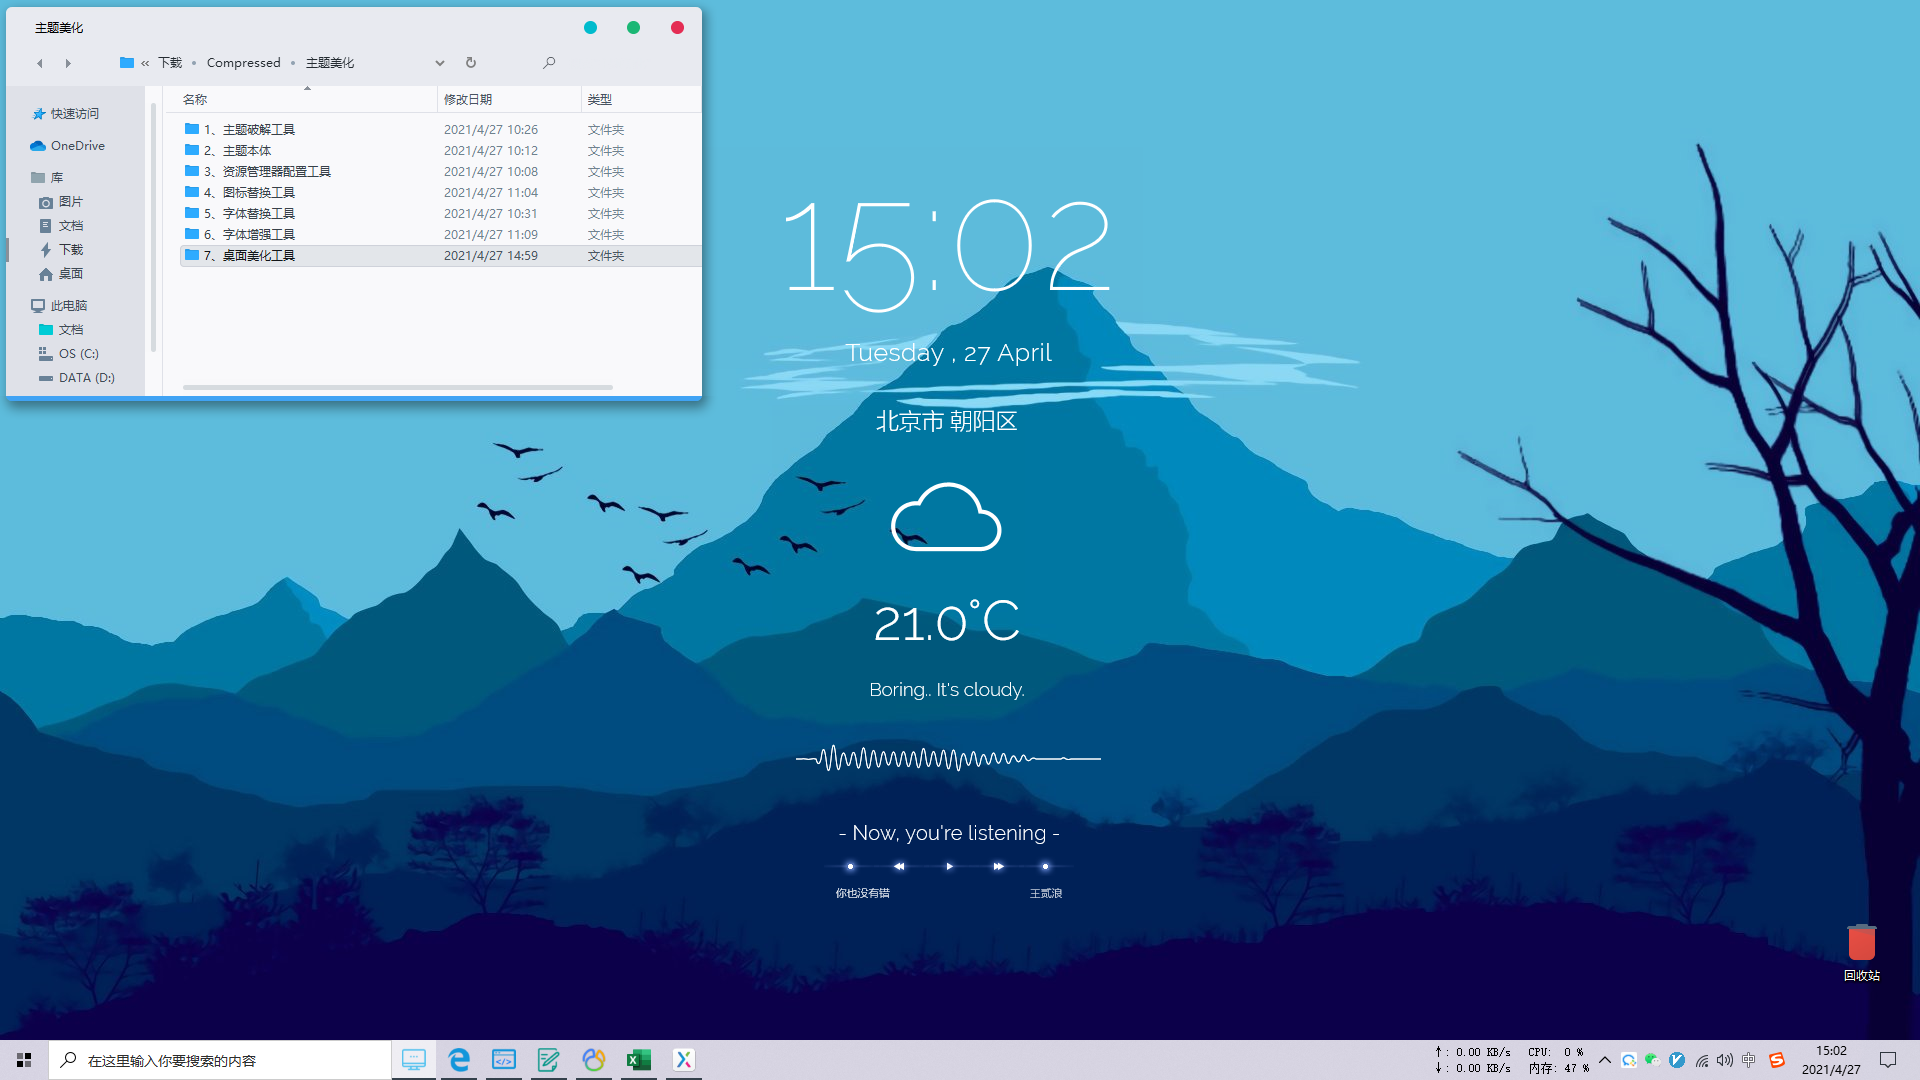 主题美化
« 下载 • Compressed • 主题美化
名称 修改日期 类型
快速访问
OneDrive
库
图片
文档
下载
桌面
此电脑
文档
OS (C:)
DATA (D:)
1、主题破解工具 2021/4/27 10:26 文件夹
2、主题本体 2021/4/27 10:12 文件夹
3、资源管理器配置工具 2021/4/27 10:08 文件夹
4、图标替换工具 2021/4/27 11:04 文件夹
5、字体替换工具 2021/4/27 10:31 文件夹
6、字体增强工具 2021/4/27 11:09 文件夹
7、桌面美化工具 2021/4/27 14:59 文件夹
15:02
Tuesday , 27 April
北京市 朝阳区
21.0°C
Boring.. It's cloudy.
- Now, you're listening -
你也没有错 王贰浪
回收站
在这里输入你要搜索的内容
↑: 0.00 KB/s CPU: 0 %
↓: 0.00 KB/s 内存: 47 %
中
15:02
2021/4/27